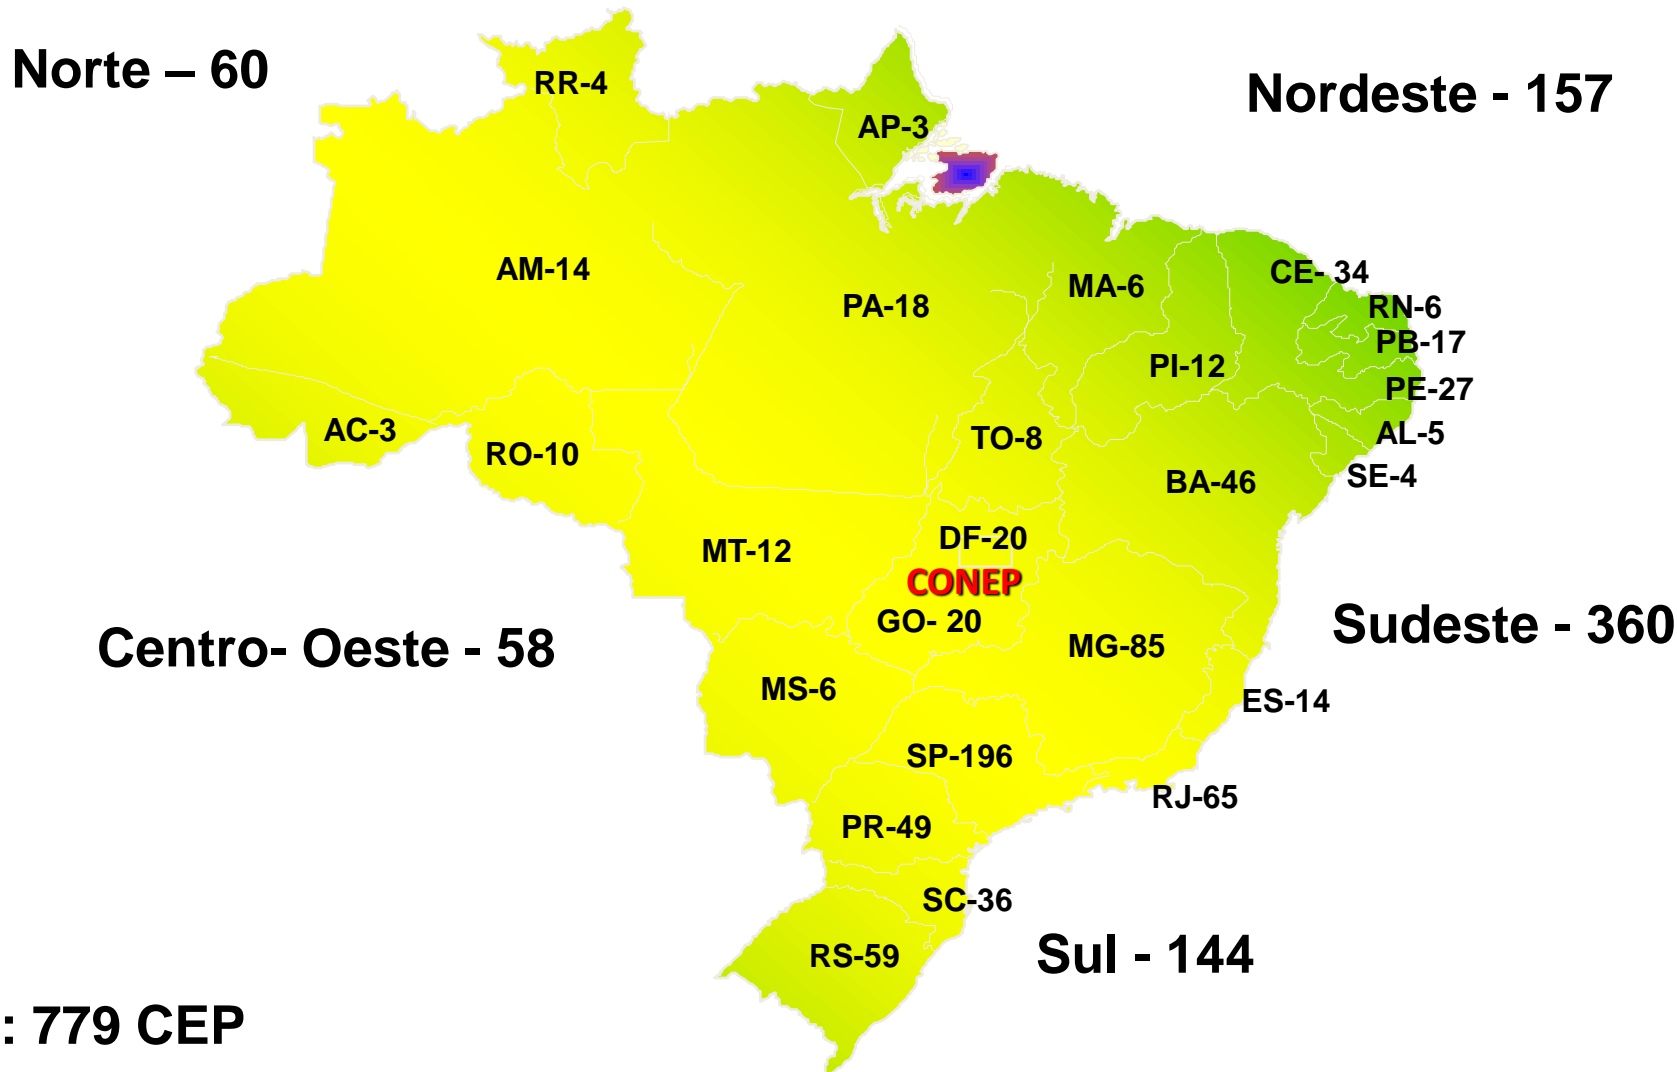 Norte – 60
RR-4
Nordeste - 157
AP-3
AM-14
CE- 34
MA-6
PA-18
RN-6
PB-17
PI-12
PE-27
AC-3
TO-8
AL-5
RO-10
BA-46
SE-4
DF-20
MT-12
CONEP
GO- 20
Sudeste - 360
Centro- Oeste - 58
MG-85
MS-6
ES-14
SP-196
RJ-65
PR-49
SC-36
RS-59
Sul - 144
: 779 CEP